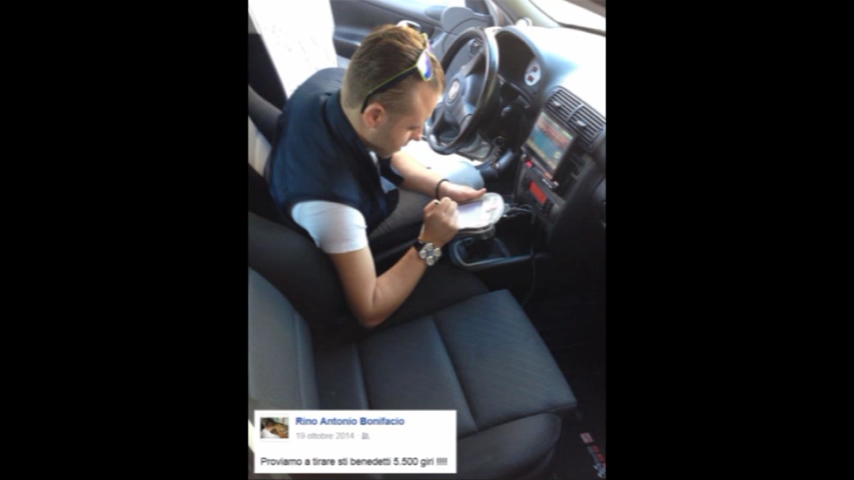 Rino Antonio Bonifacio
19 ottobre 2014
Proviamo a tirare sti benedetti 5.500 giri !!!!!